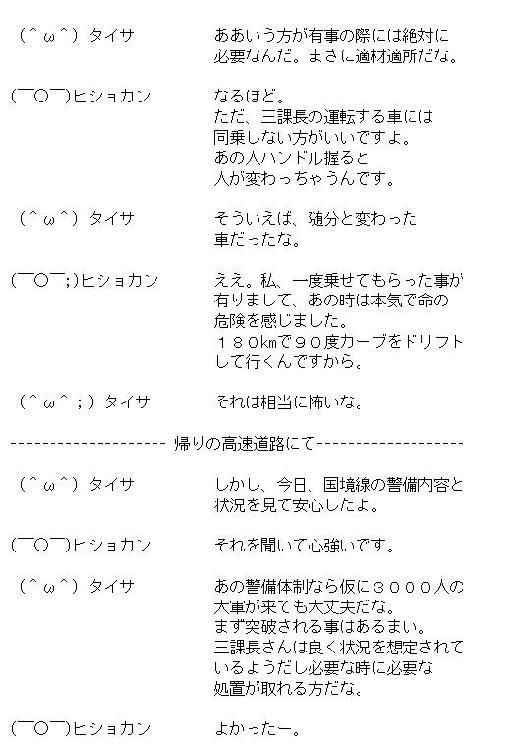 （＾ω＾）タイサ　ああいう方が有事の際には絶対に
必要なんだ。まさに適材適所だな。
(￣○￣)ヒショカン　なるほど。
ただ、三課長の運転する車には
同乗しない方がいいですよ。
あの人ハンドル握ると
人が変わっちゃうんです。
（＾ω＾）タイサ　そういえば、随分と変わった
車だったな。
(￣○￣;)ヒショカン　ええ。私、一度乗せてもらった事が
有りまして、あの時は本気で命の
危険を感じました。
１８０kmで９０度カーブをドリフト
して行くんですから。
（＾ω＾；）タイサ　それは相当に怖いな。
-------------------- 帰りの高速道路にて-------------------
（＾ω＾）タイサ　しかし、今日、国境線の警備内容と
状況を見て安心したよ。
(￣○￣)ヒショカン　それを聞いて心強いです。
（＾ω＾）タイサ　あの警備体制なら仮に３０００人の
大軍が来ても大丈夫だな。
まず突破される事はあるまい。
三課長さんは良く状況を想定されて
いるようだし必要な時に必要な
処置が取れる方だな。
(￣○￣)ヒショカン　よかったー。